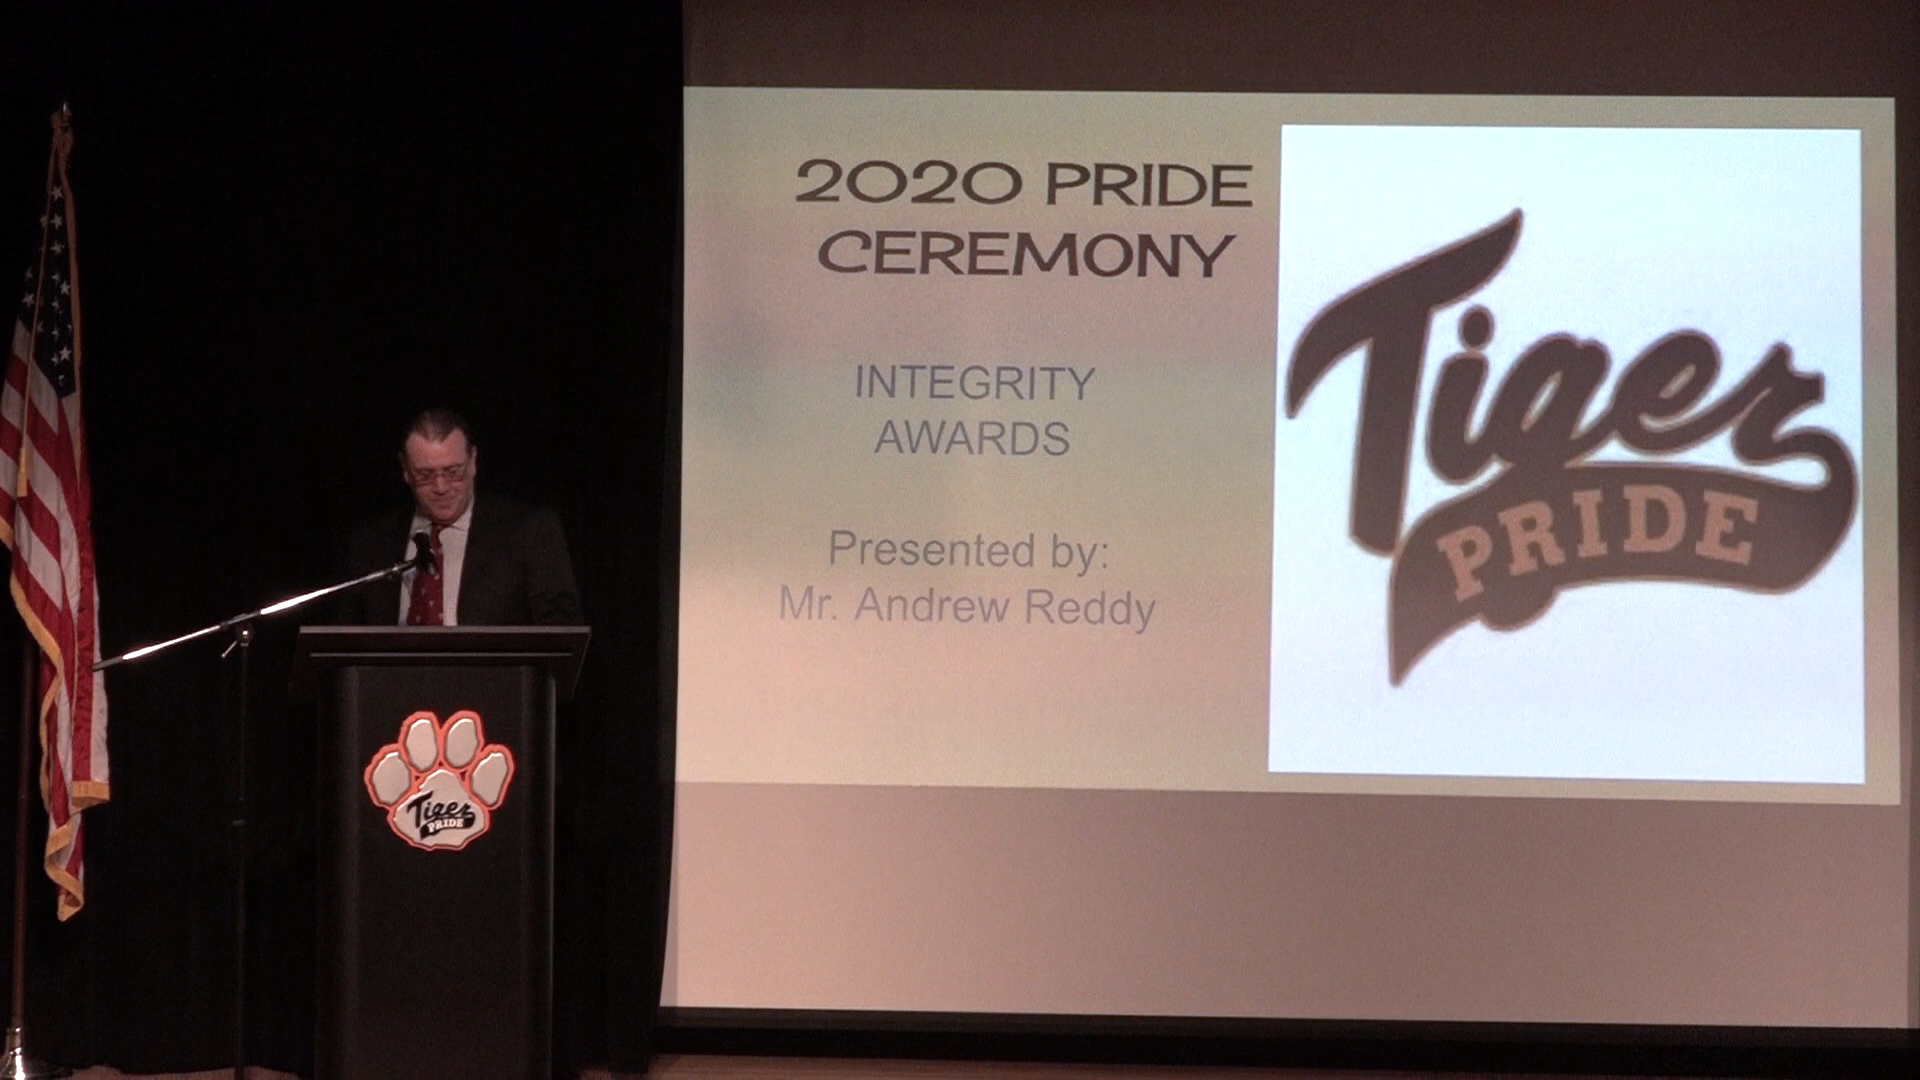 2020 PRIDE
CEREMONY
INTEGRITY
AWARDS
Presented by:
Mr. Andrew Reddy
Tiger
PRIDE
Tiger
PRIDE